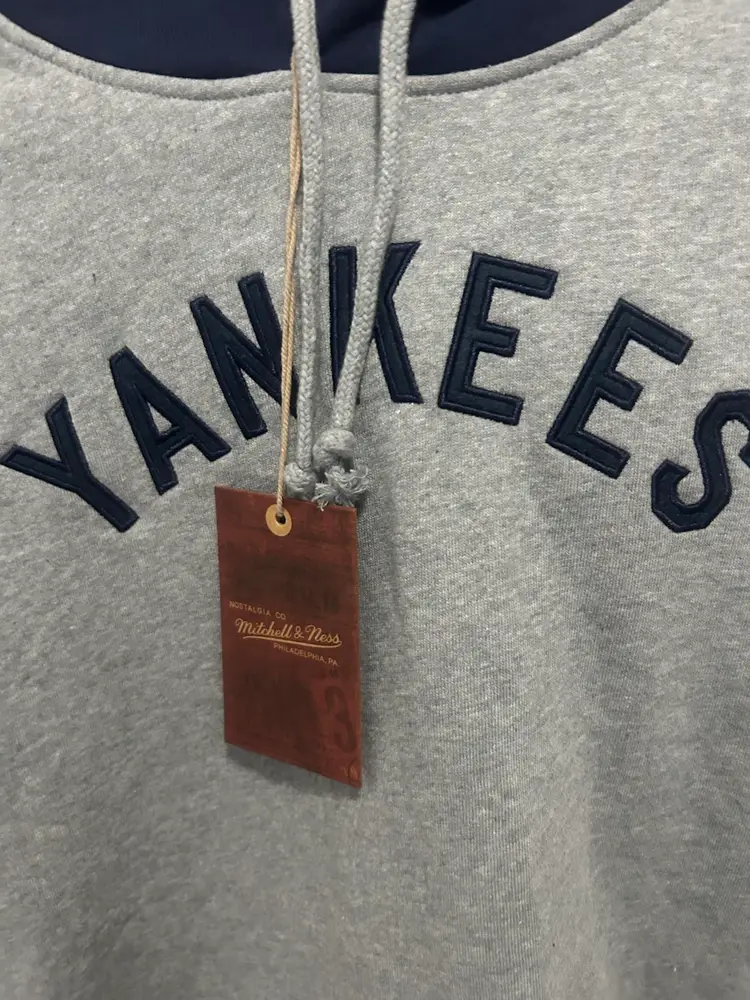 YANKEES
NOSTALGIA CO
Mitchell & Ness
PHILADELPHIA, PA